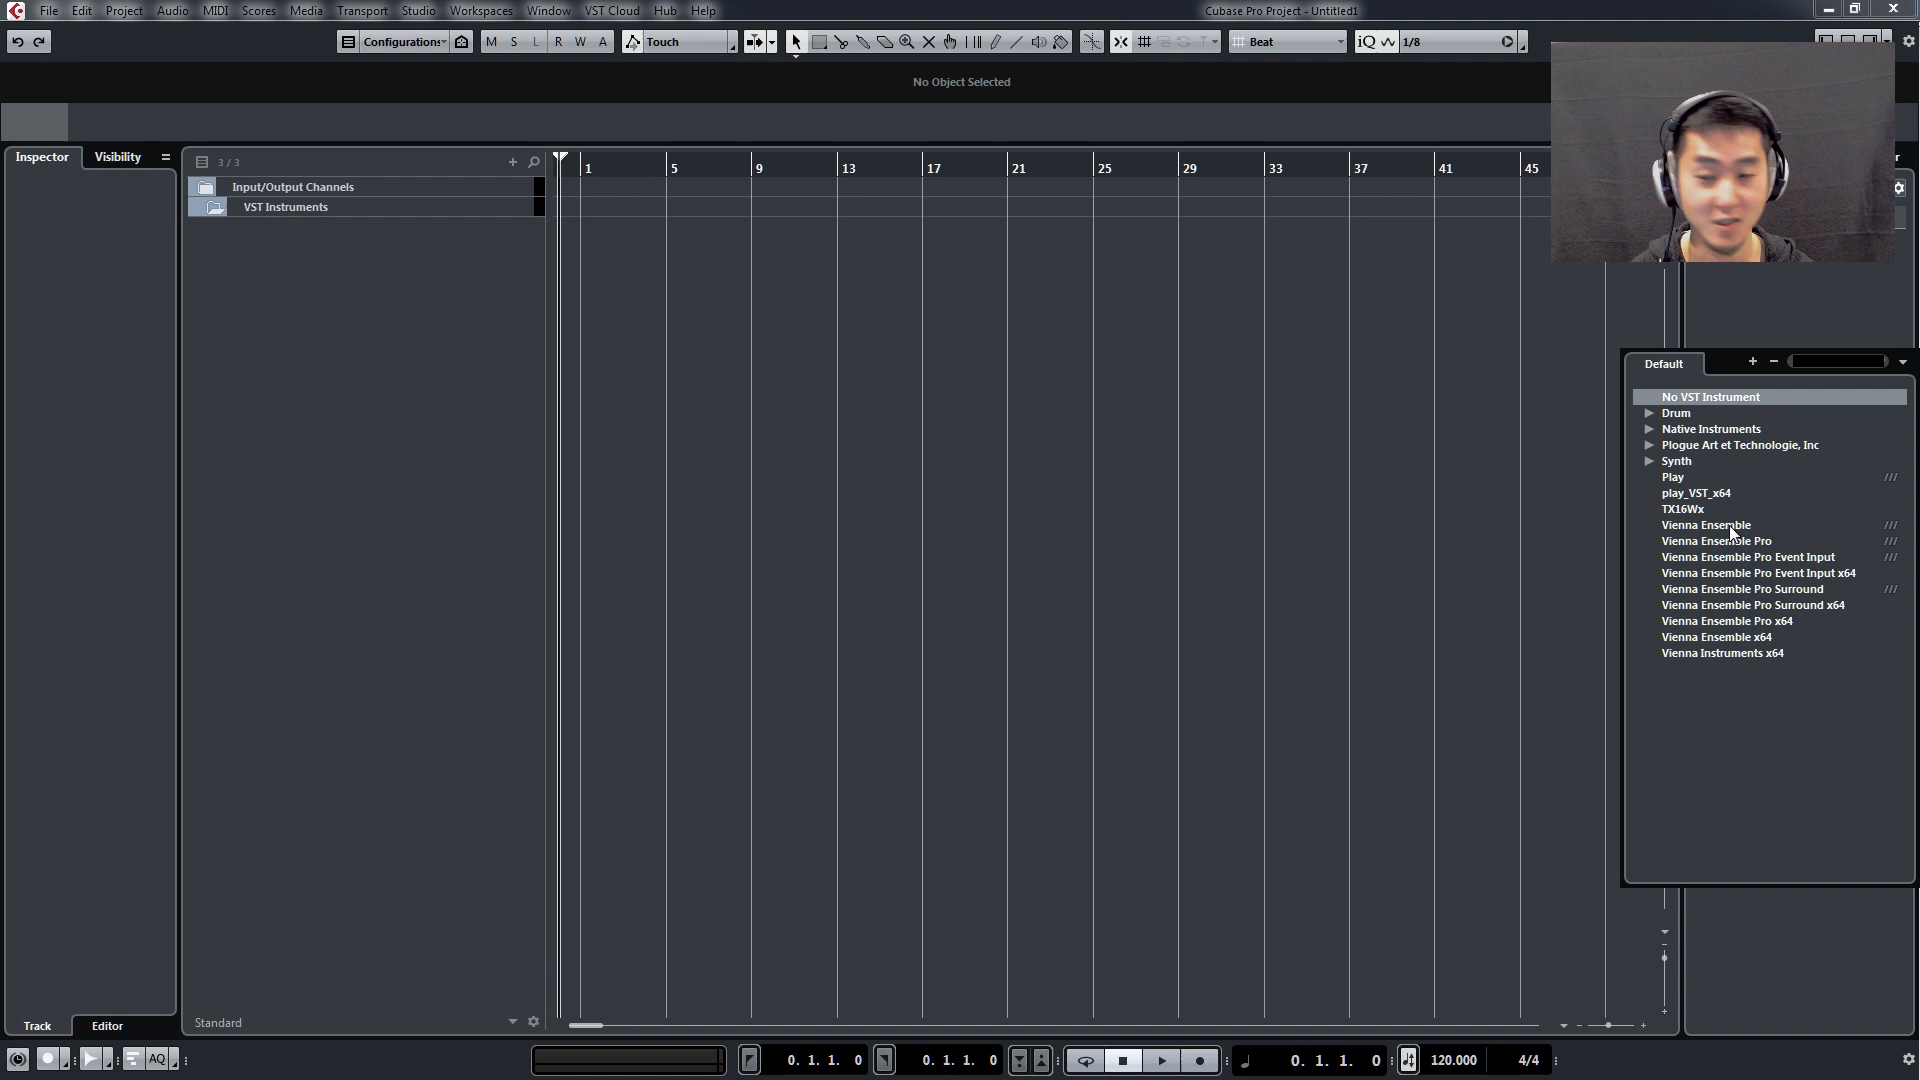 File Edit Project Audio MIDI Scores Media Transport Studio Workspaces Window VST Cloud Hub Help
Cubase Pro Project - Untitled1
Configurations
M S L R W A
Touch
Beat
iQ
1/8
No Object Selected
Inspector
Visibility
3 / 3
1 5 9 13 17 21 25 29 33 37 41 45
Input/Output Channels
VST Instruments
Default
No VST Instrument
Drum
Native Instruments
Plogue Art et Technologie, Inc
Synth
Play
play_VST_x64
TX16Wx
Vienna Ensemble
Vienna Ensemble Pro
Vienna Ensemble Pro Event Input
Vienna Ensemble Pro Event Input x64
Vienna Ensemble Pro Surround
Vienna Ensemble Pro Surround x64
Vienna Ensemble Pro x64
Vienna Ensemble x64
Vienna Instruments x64
Standard
Track
Editor
AQ
0. 1. 1. 0
0. 1. 1. 0
0. 1. 1. 0
120.000
4/4